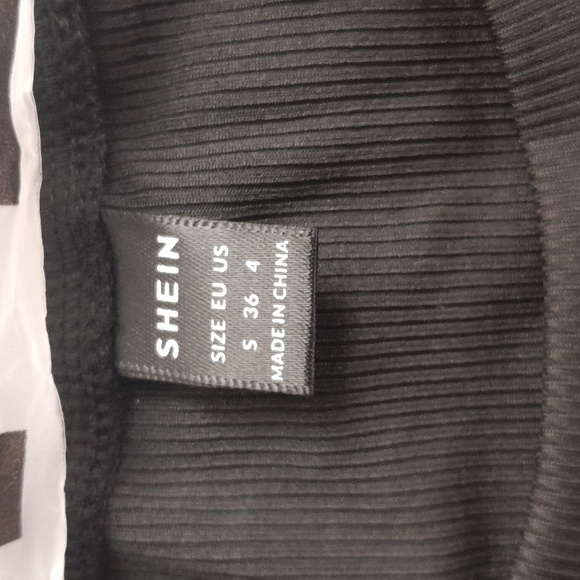 SHEIN
SIZE EU US
S 36 4
MADE IN CHINA